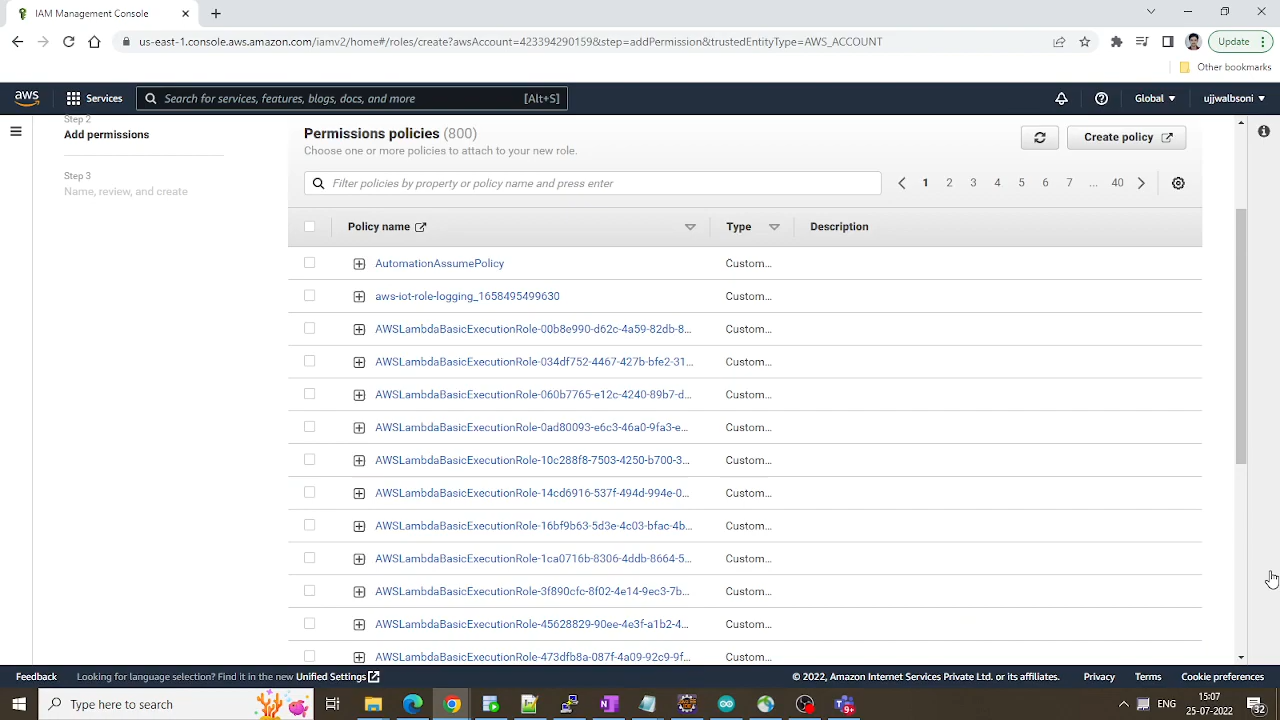 IAM Management Console
us-east-1.console.aws.amazon.com/iamv2/home#/roles/create?awsAccount=423394290159&step=addPermission&trustedEntityType=AWS_ACCOUNT
Update
Other bookmarks
aws
Services
Search for services, features, blogs, docs, and more
[Alt+S]
Global
ujjwalbsoni
Step 2
Add permissions
Step 3
Name, review, and create
Permissions policies (800)
Choose one or more policies to attach to your new role.
Create policy
Filter policies by property or policy name and press enter
1 2 3 4 5 6 7 ... 40
Policy name Type Description
AutomationAssumePolicy Custom...
aws-iot-role-logging_1658495499630 Custom...
AWSLambdaBasicExecutionRole-00b8e990-d62c-4a59-82db-8... Custom...
AWSLambdaBasicExecutionRole-034df752-4467-427b-bfe2-31... Custom...
AWSLambdaBasicExecutionRole-060b7765-e12c-4240-89b7-d... Custom...
AWSLambdaBasicExecutionRole-0ad80093-e6c3-46a0-9fa3-e... Custom...
AWSLambdaBasicExecutionRole-10c288f8-7503-4250-b700-3... Custom...
AWSLambdaBasicExecutionRole-14cd6916-537f-494d-994e-0... Custom...
AWSLambdaBasicExecutionRole-16bf9b63-5d3e-4c03-bfac-4b... Custom...
AWSLambdaBasicExecutionRole-1ca0716b-8306-4ddb-8664-5... Custom...
AWSLambdaBasicExecutionRole-3f890cfc-8f02-4e14-9ec3-7b... Custom...
AWSLambdaBasicExecutionRole-45628829-90ee-4e3f-a1b2-4... Custom...
AWSLambdaBasicExecutionRole-473dfb8a-087f-4a09-92c9-9f... Custom...
Feedback
Looking for language selection? Find it in the new Unified Settings
© 2022, Amazon Internet Services Private Ltd. or its affiliates.
Privacy
Terms
Cookie preferences
Type here to search
ENG
15:07
25-07-2022